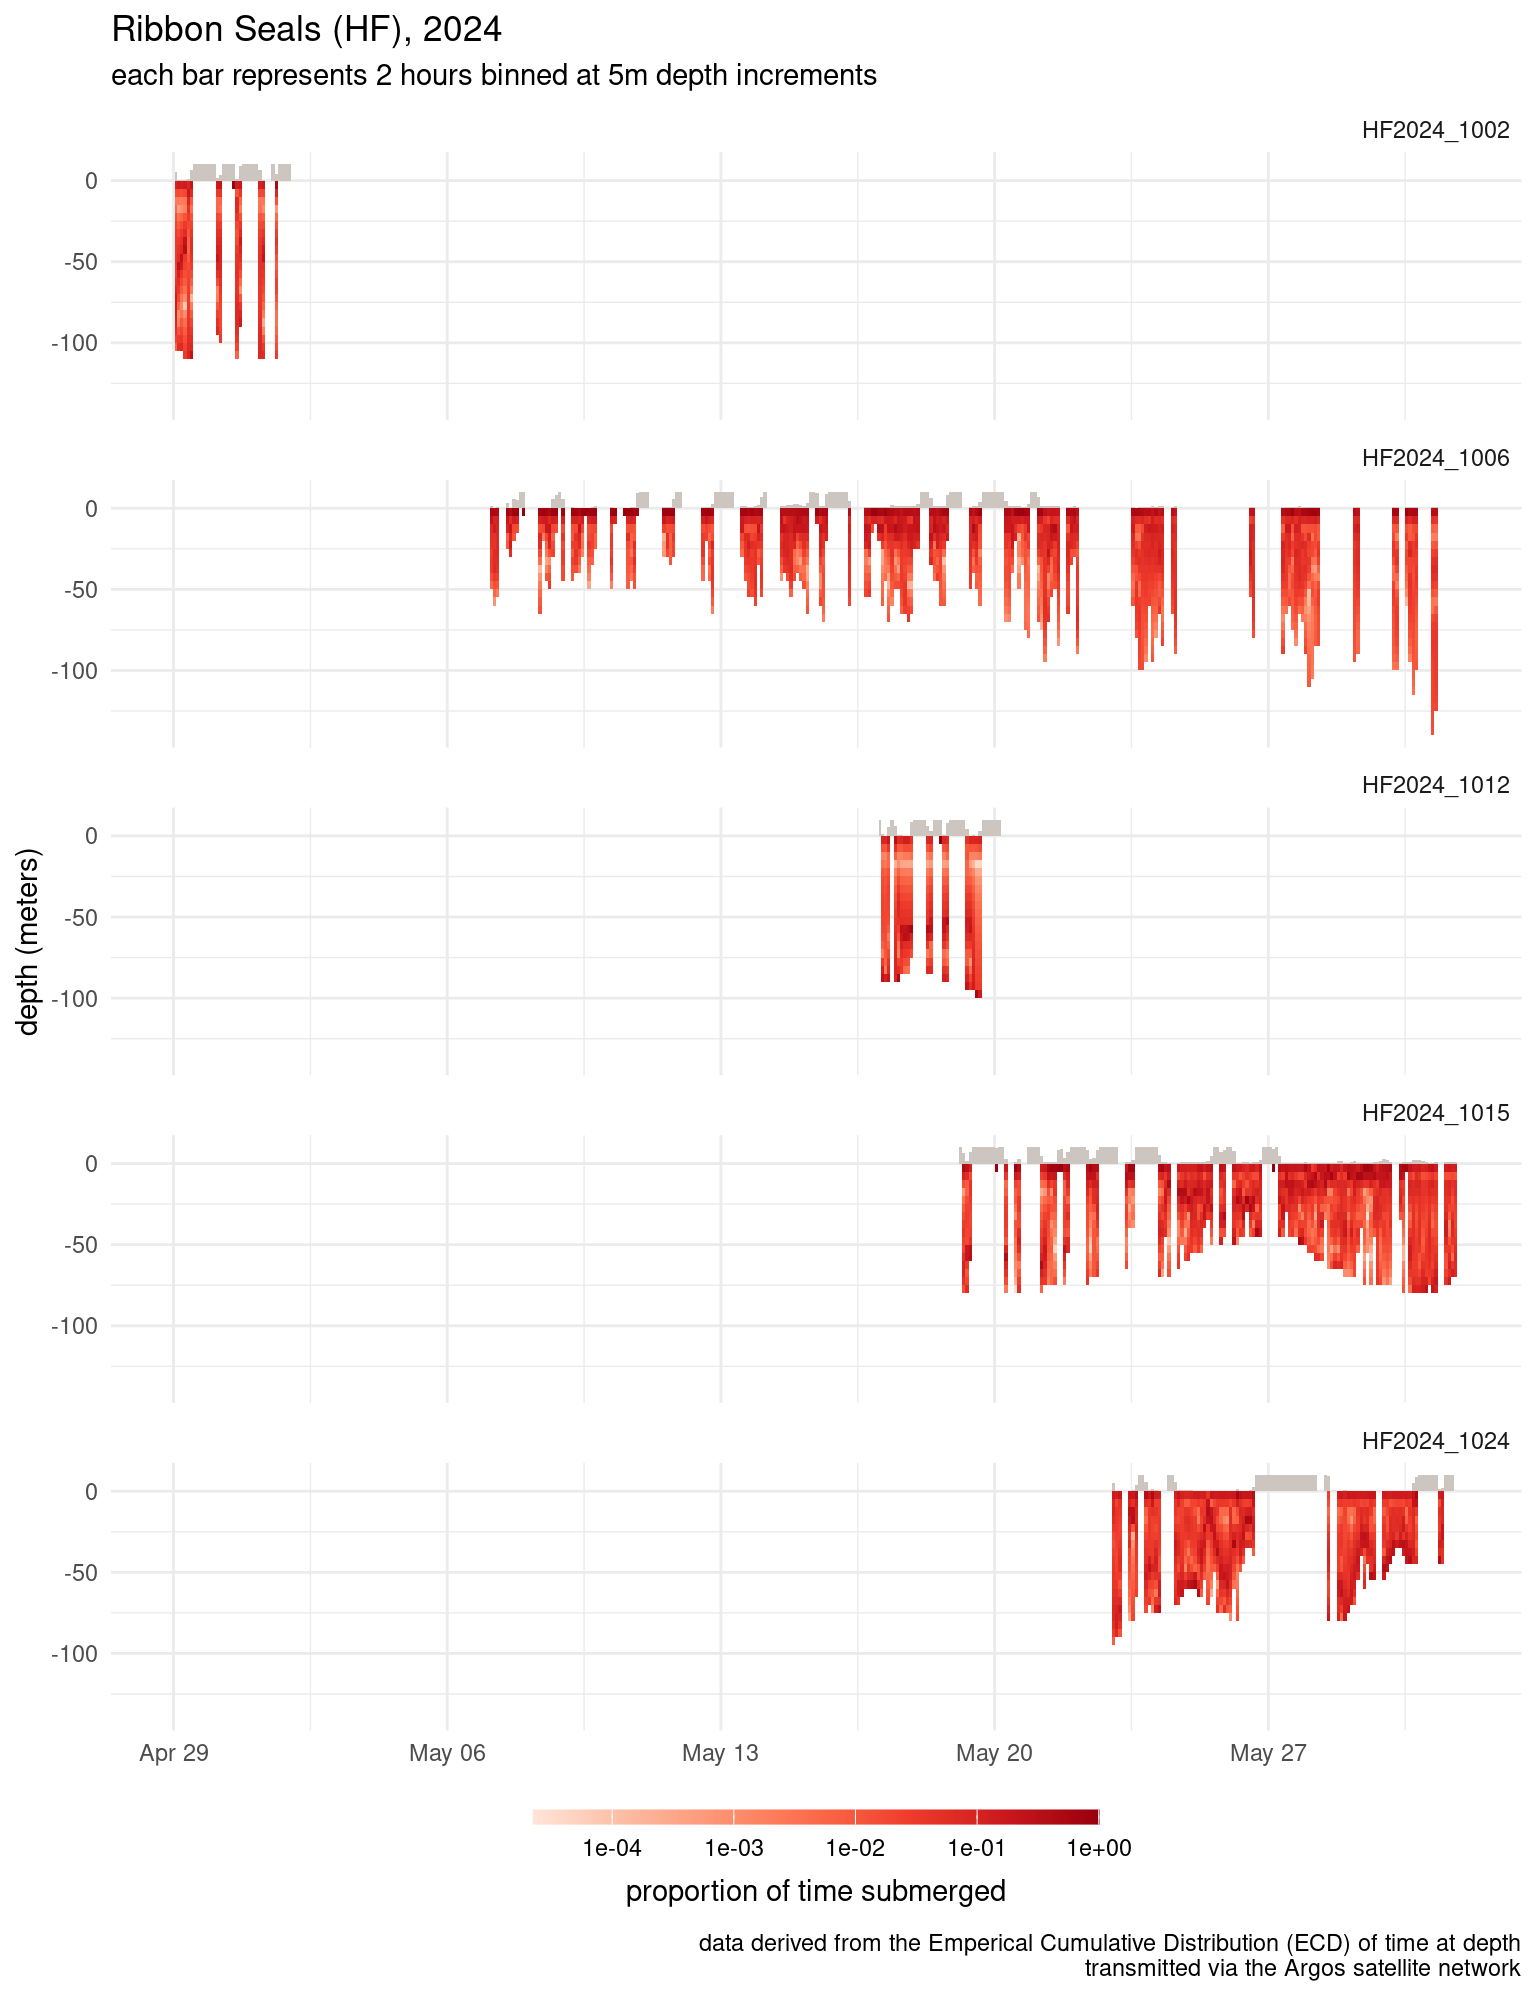 Ribbon Seals (HF), 2024
each bar represents 2 hours binned at 5m depth increments
HF2024_1002
0
-50
-100
HF2024_1006
0
-50
-100
HF2024_1012
0
-50
-100
depth (meters)
HF2024_1015
0
-50
-100
HF2024_1024
0
-50
-100
Apr 29 May 06 May 13 May 20 May 27
1e-04 1e-03 1e-02 1e-01 1e+00
proportion of time submerged
data derived from the Emperical Cumulative Distribution (ECD) of time at depth
transmitted via the Argos satellite network